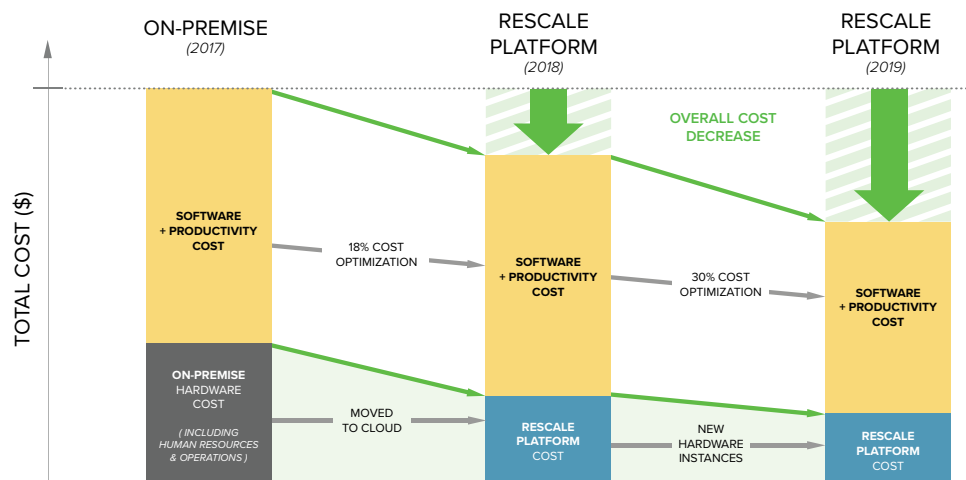 ON-PREMISE
(2017)
RESCALE
PLATFORM
(2018)
RESCALE
PLATFORM
(2019)
TOTAL COST ($)
OVERALL COST
DECREASE
SOFTWARE
+ PRODUCTIVITY
COST
18% COST
OPTIMIZATION
SOFTWARE
+ PRODUCTIVITY
COST
30% COST
OPTIMIZATION
SOFTWARE
+ PRODUCTIVITY
COST
ON-PREMISE
HARDWARE
COST
( INCLUDING
HUMAN RESOURCES
& OPERATIONS )
MOVED
TO CLOUD
RESCALE
PLATFORM
COST
NEW
HARDWARE
INSTANCES
RESCALE
PLATFORM
COST